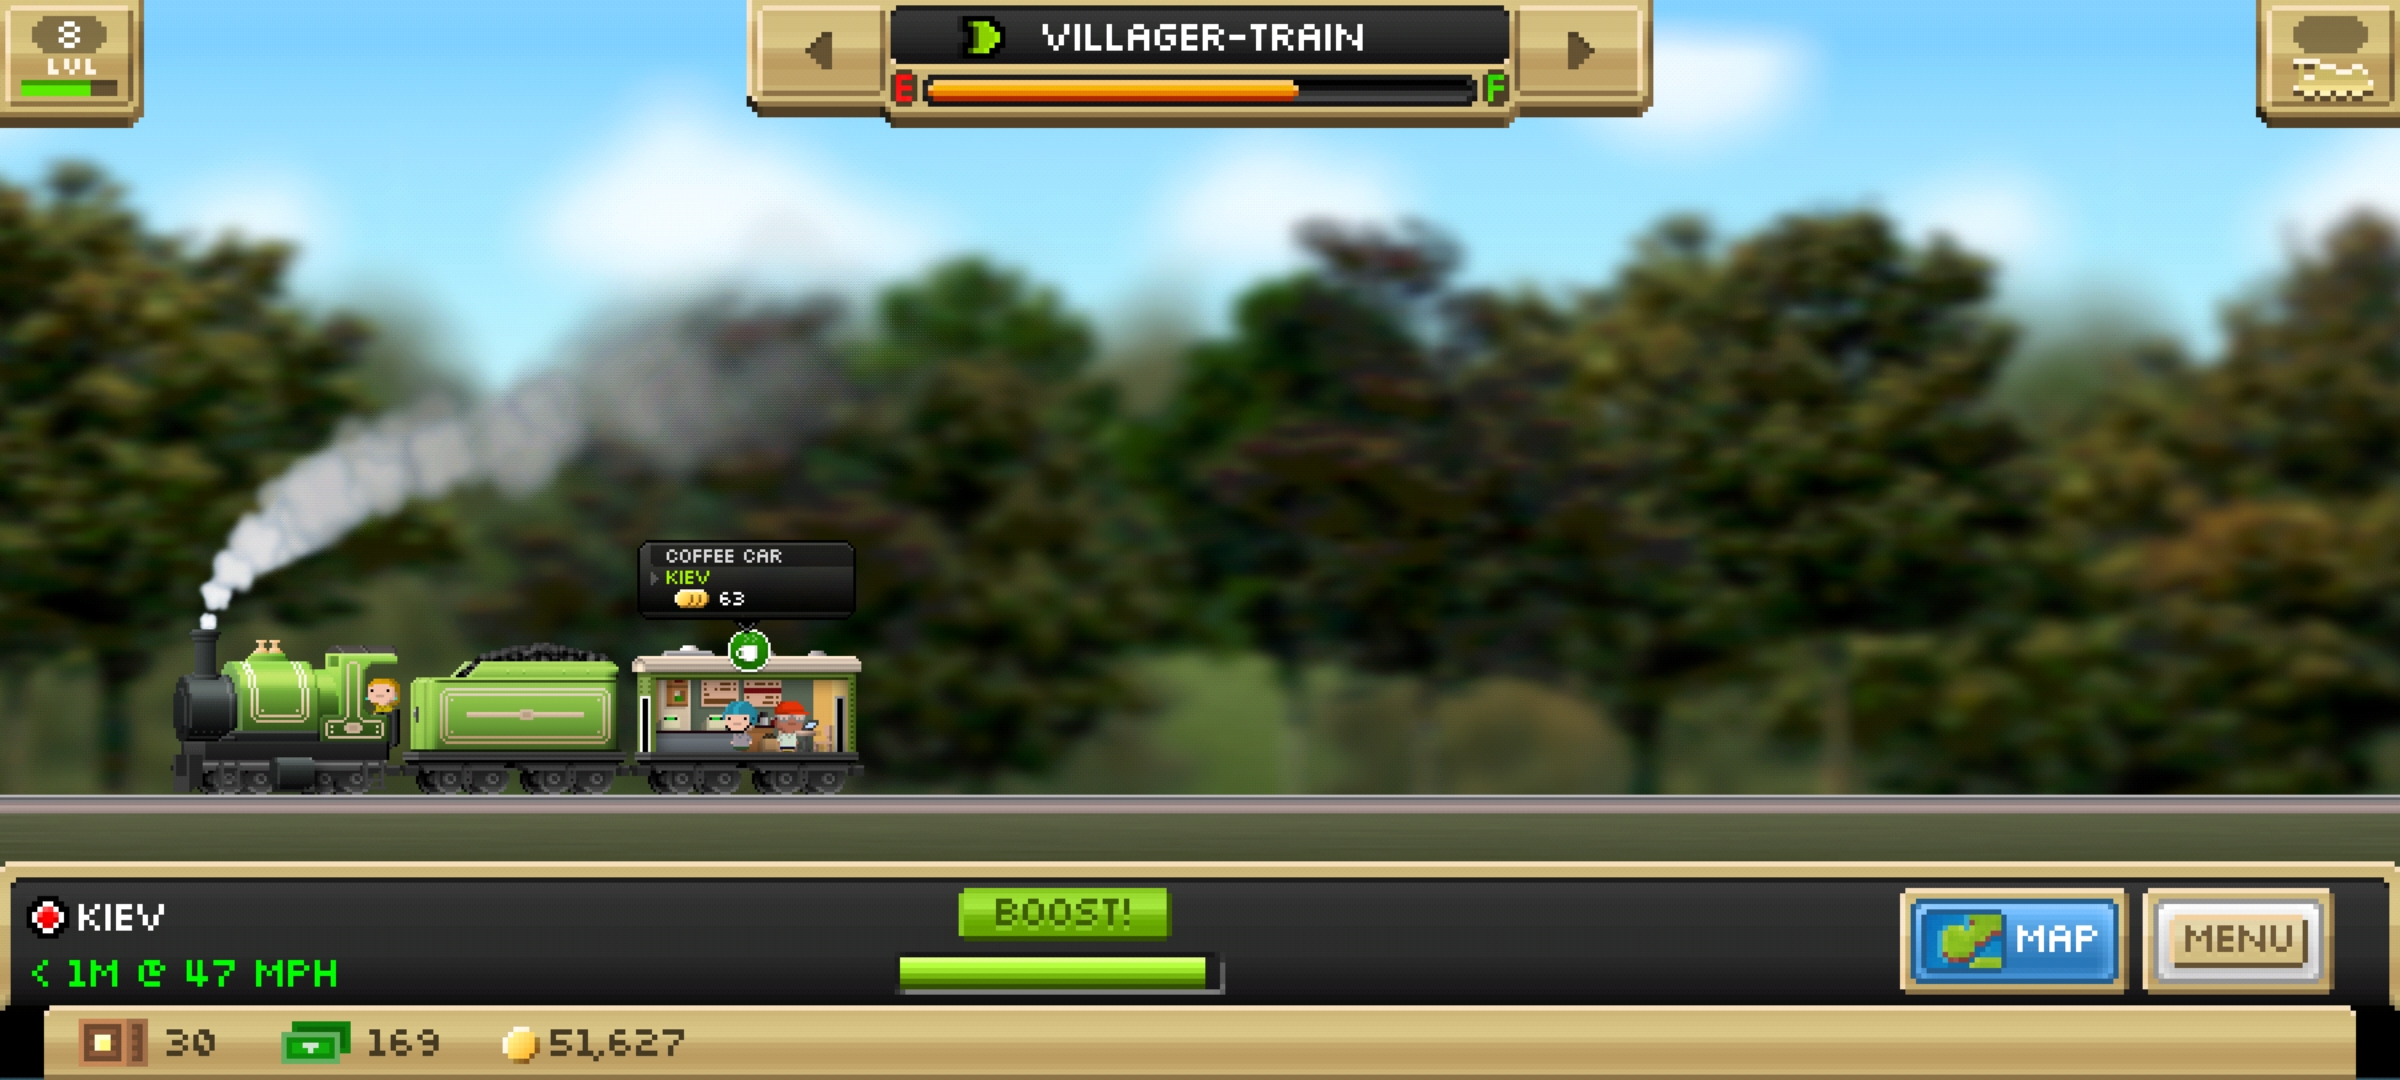 8
LVL
VILLAGER-TRAIN
E F
COFFEE CAR
KIEV
63
KIEV
< 1M @ 47 MPH
BOOST!
MAP
MENU
30 169 51,627